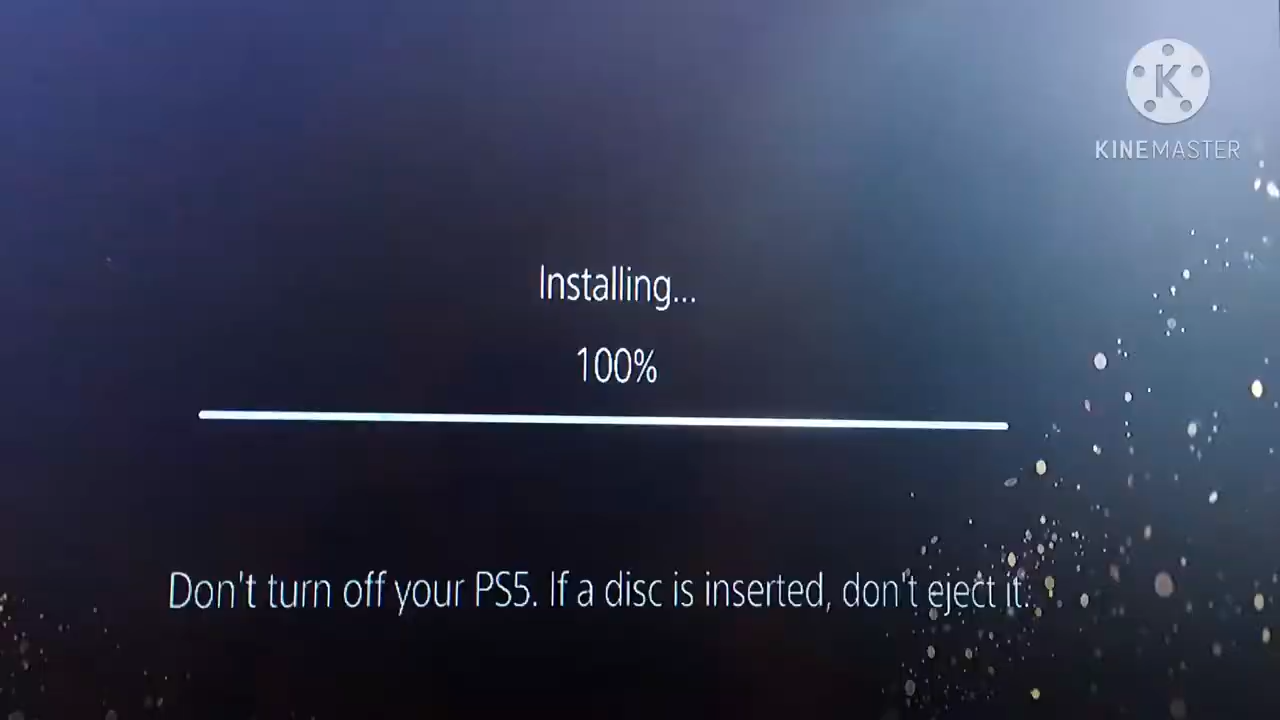 K
KINEMASTER
Installing...
100%
Don't turn off your PS5. If a disc is inserted, don't eject it.